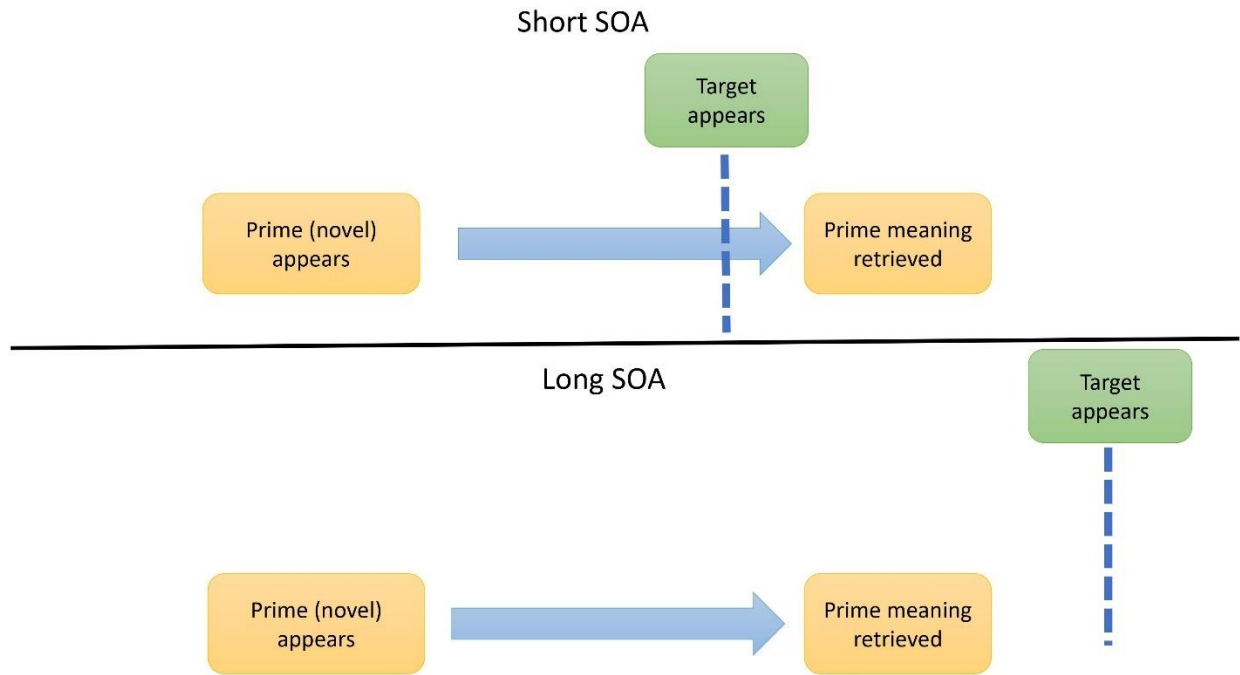 Short SOA
Target
appears
Prime (novel)
appears
Prime meaning
retrieved
Long SOA
Target
appears
Prime (novel)
appears
Prime meaning
retrieved